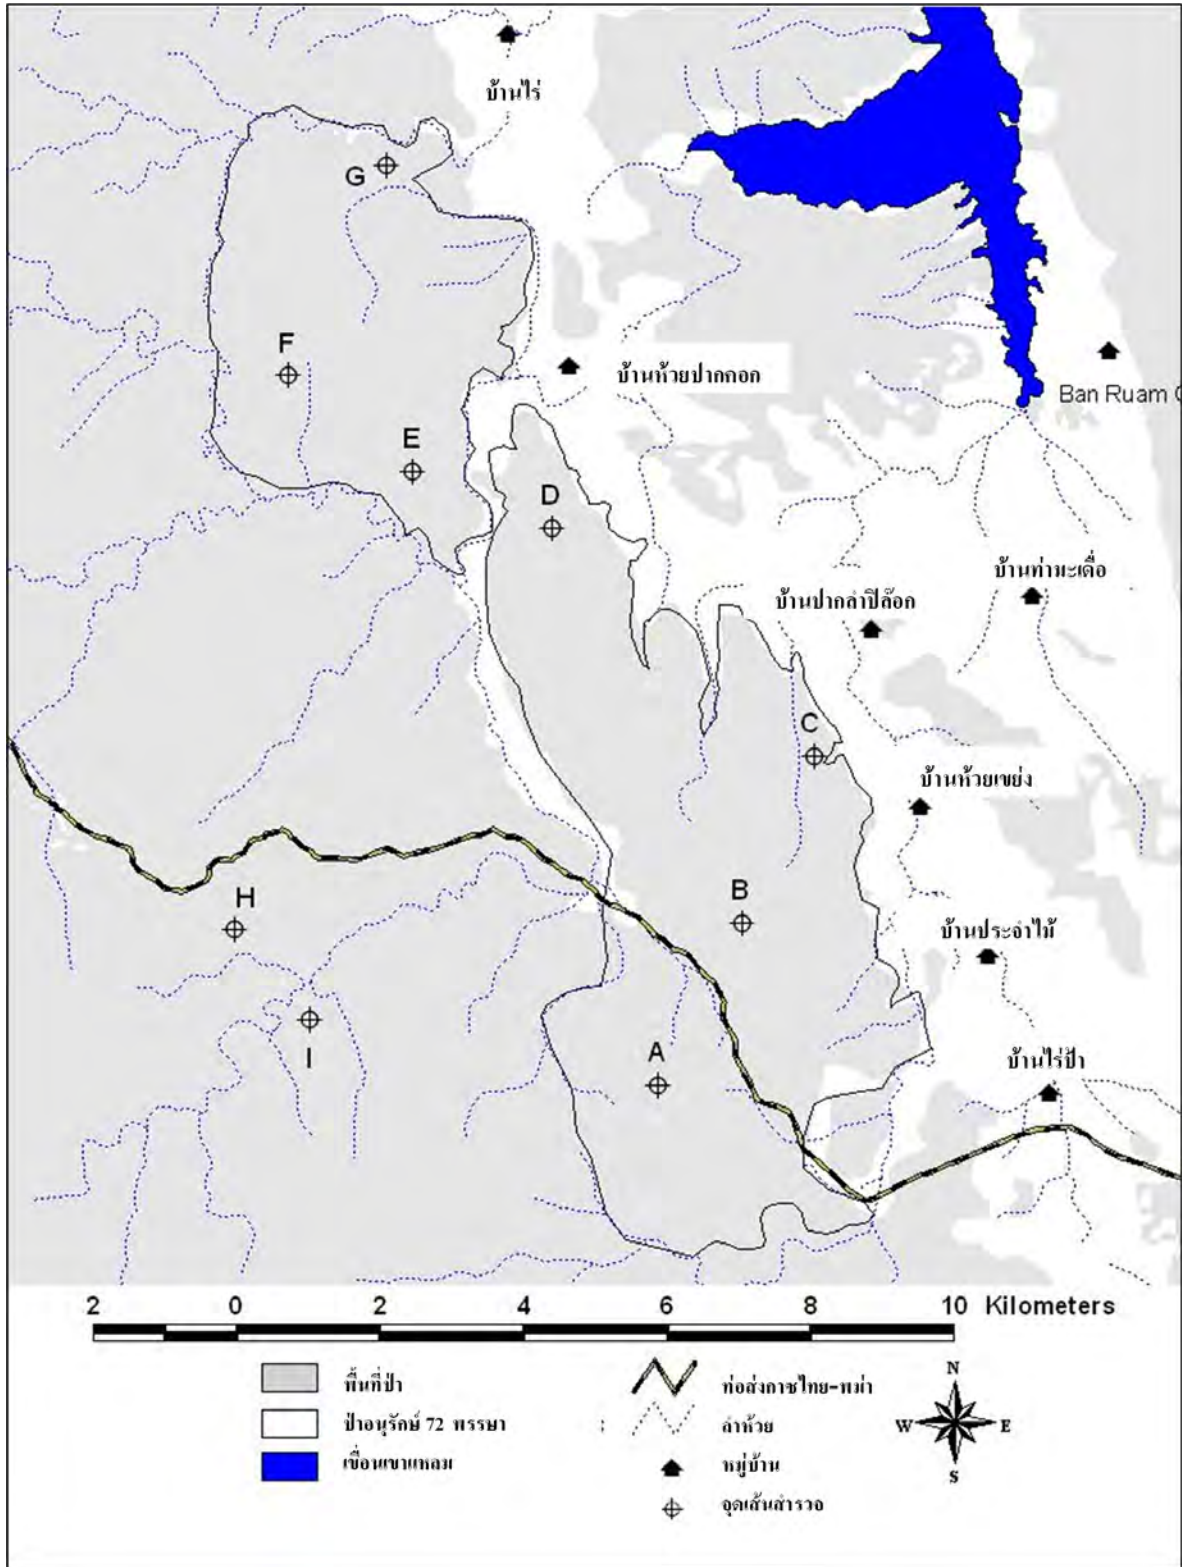 บ้านไร่
G
F
บ้านห้วยปากกอก
Ban Ruam
E
D
บ้านท่ามะเดื่อ
บ้านปากลำปิล๊อก
C
บ้านห้วยเขย่ง
B
H
บ้านประจำไม้
I
A
บ้านไร่ป้า
2 0 2 4 6 8 10 Kilometers
พื้นที่ป่า
ป่าอนุรักษ์ 72 พรรษา
เขื่อนเขาแหลม
ท่อส่งกาซไทย-พม่า
ลำห้วย
หมู่บ้าน
จุดเส้นสำรวจ
N
W E
S